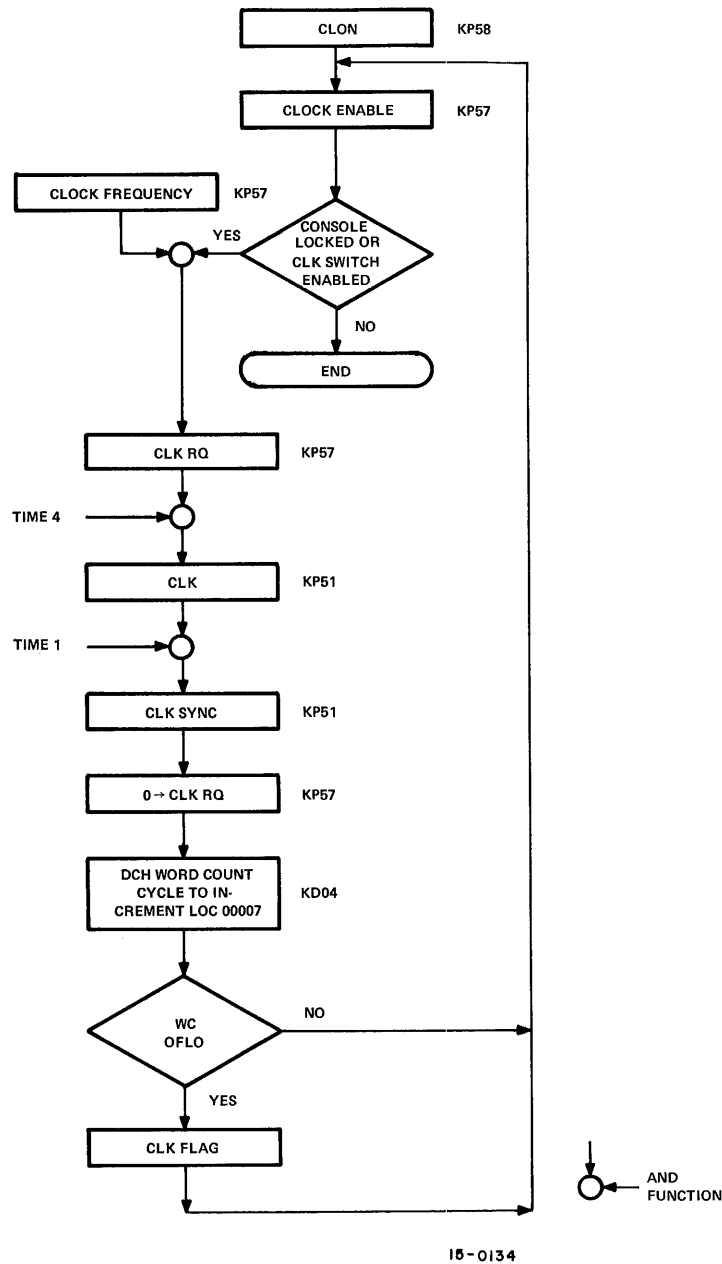 CLON
KP58
CLOCK ENABLE
KP57
CLOCK FREQUENCY
KP57
YES
CONSOLE
LOCKED OR
CLK SWITCH
ENABLED
NO
END
CLK RQ
KP57
TIME 4
CLK
KP51
TIME 1
CLK SYNC
KP51
0→CLK RQ
KP57
DCH WORD COUNT
CYCLE TO IN-
CREMENT LOC 00007
KD04
WC
OFLO
NO
YES
CLK FLAG
AND
FUNCTION
15-0134